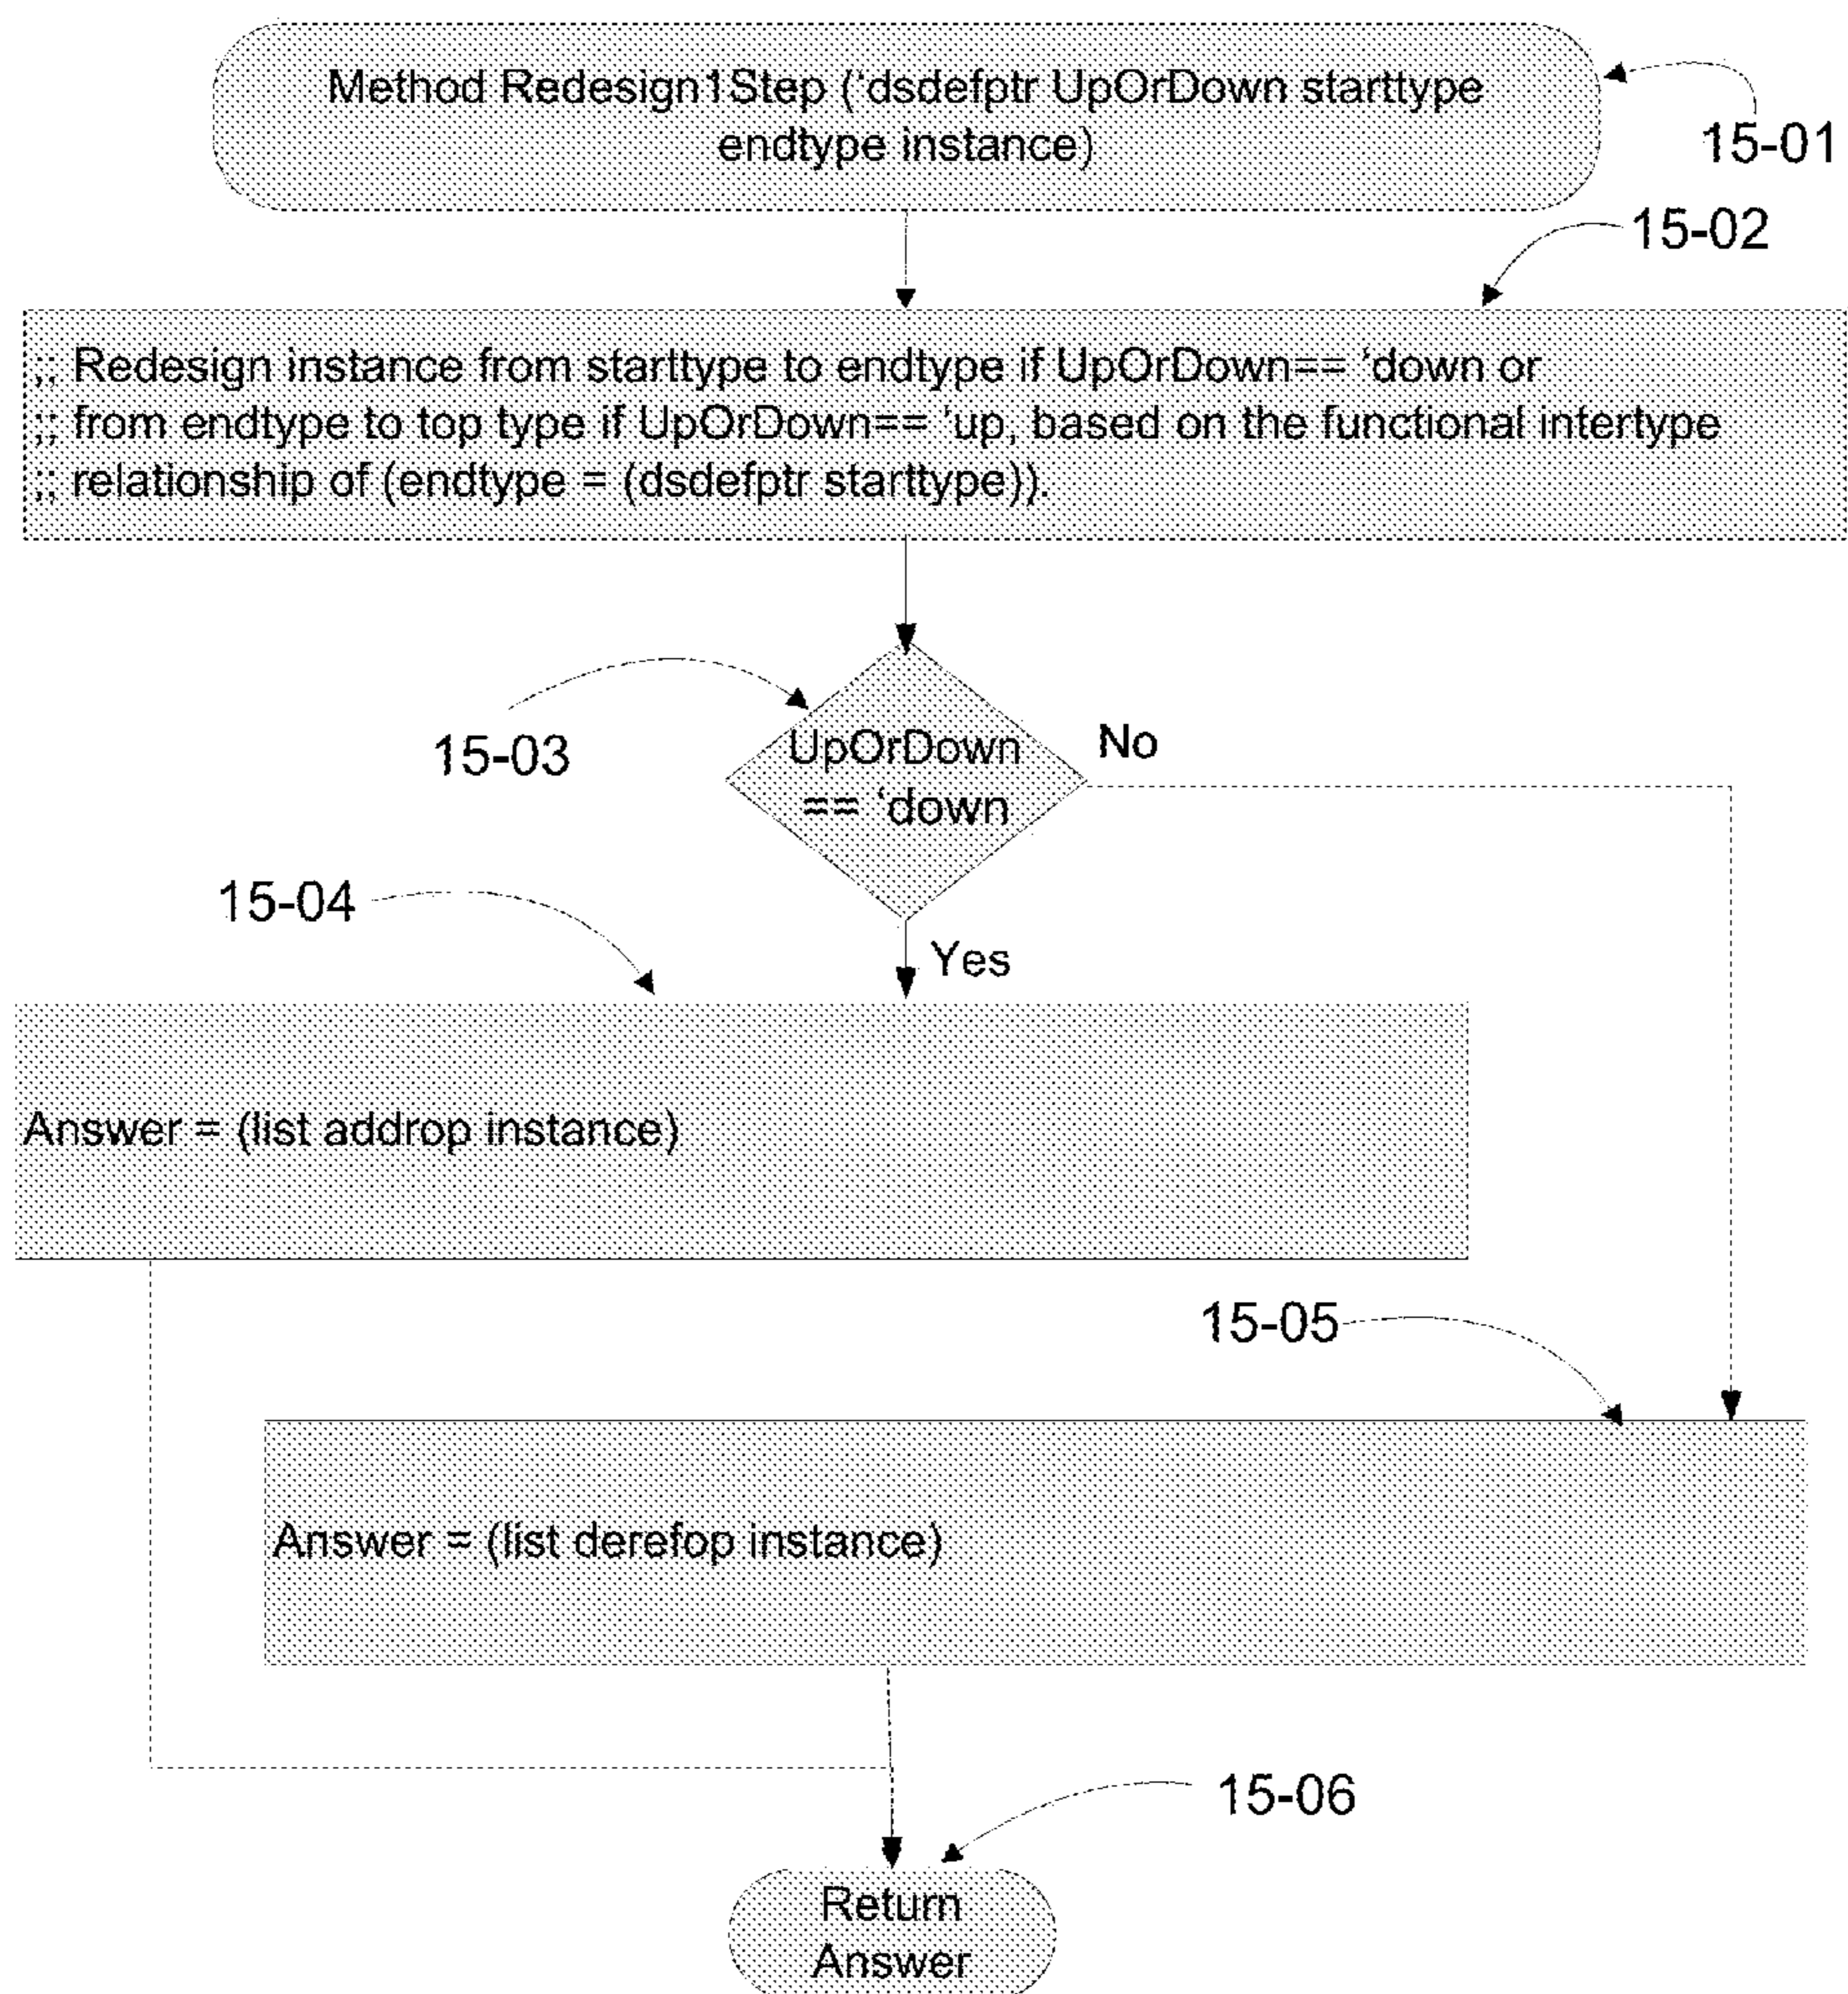 Method Redesign1Step (‘dsdefptr UpOrDown starttype
endtype instance)
15-01
15-02
;; Redesign instance from starttype to endtype if UpOrDown== ‘down or
;; from endtype to top type if UpOrDown== ‘up, based on the functional intertype
;; relationship of (endtype = (dsdefptr starttype)).
15-03
UpOrDown
== ‘down
No
15-04
Yes
Answer = (list addrop instance)
15-05
Answer = (list derefop instance)
15-06
Return
Answer